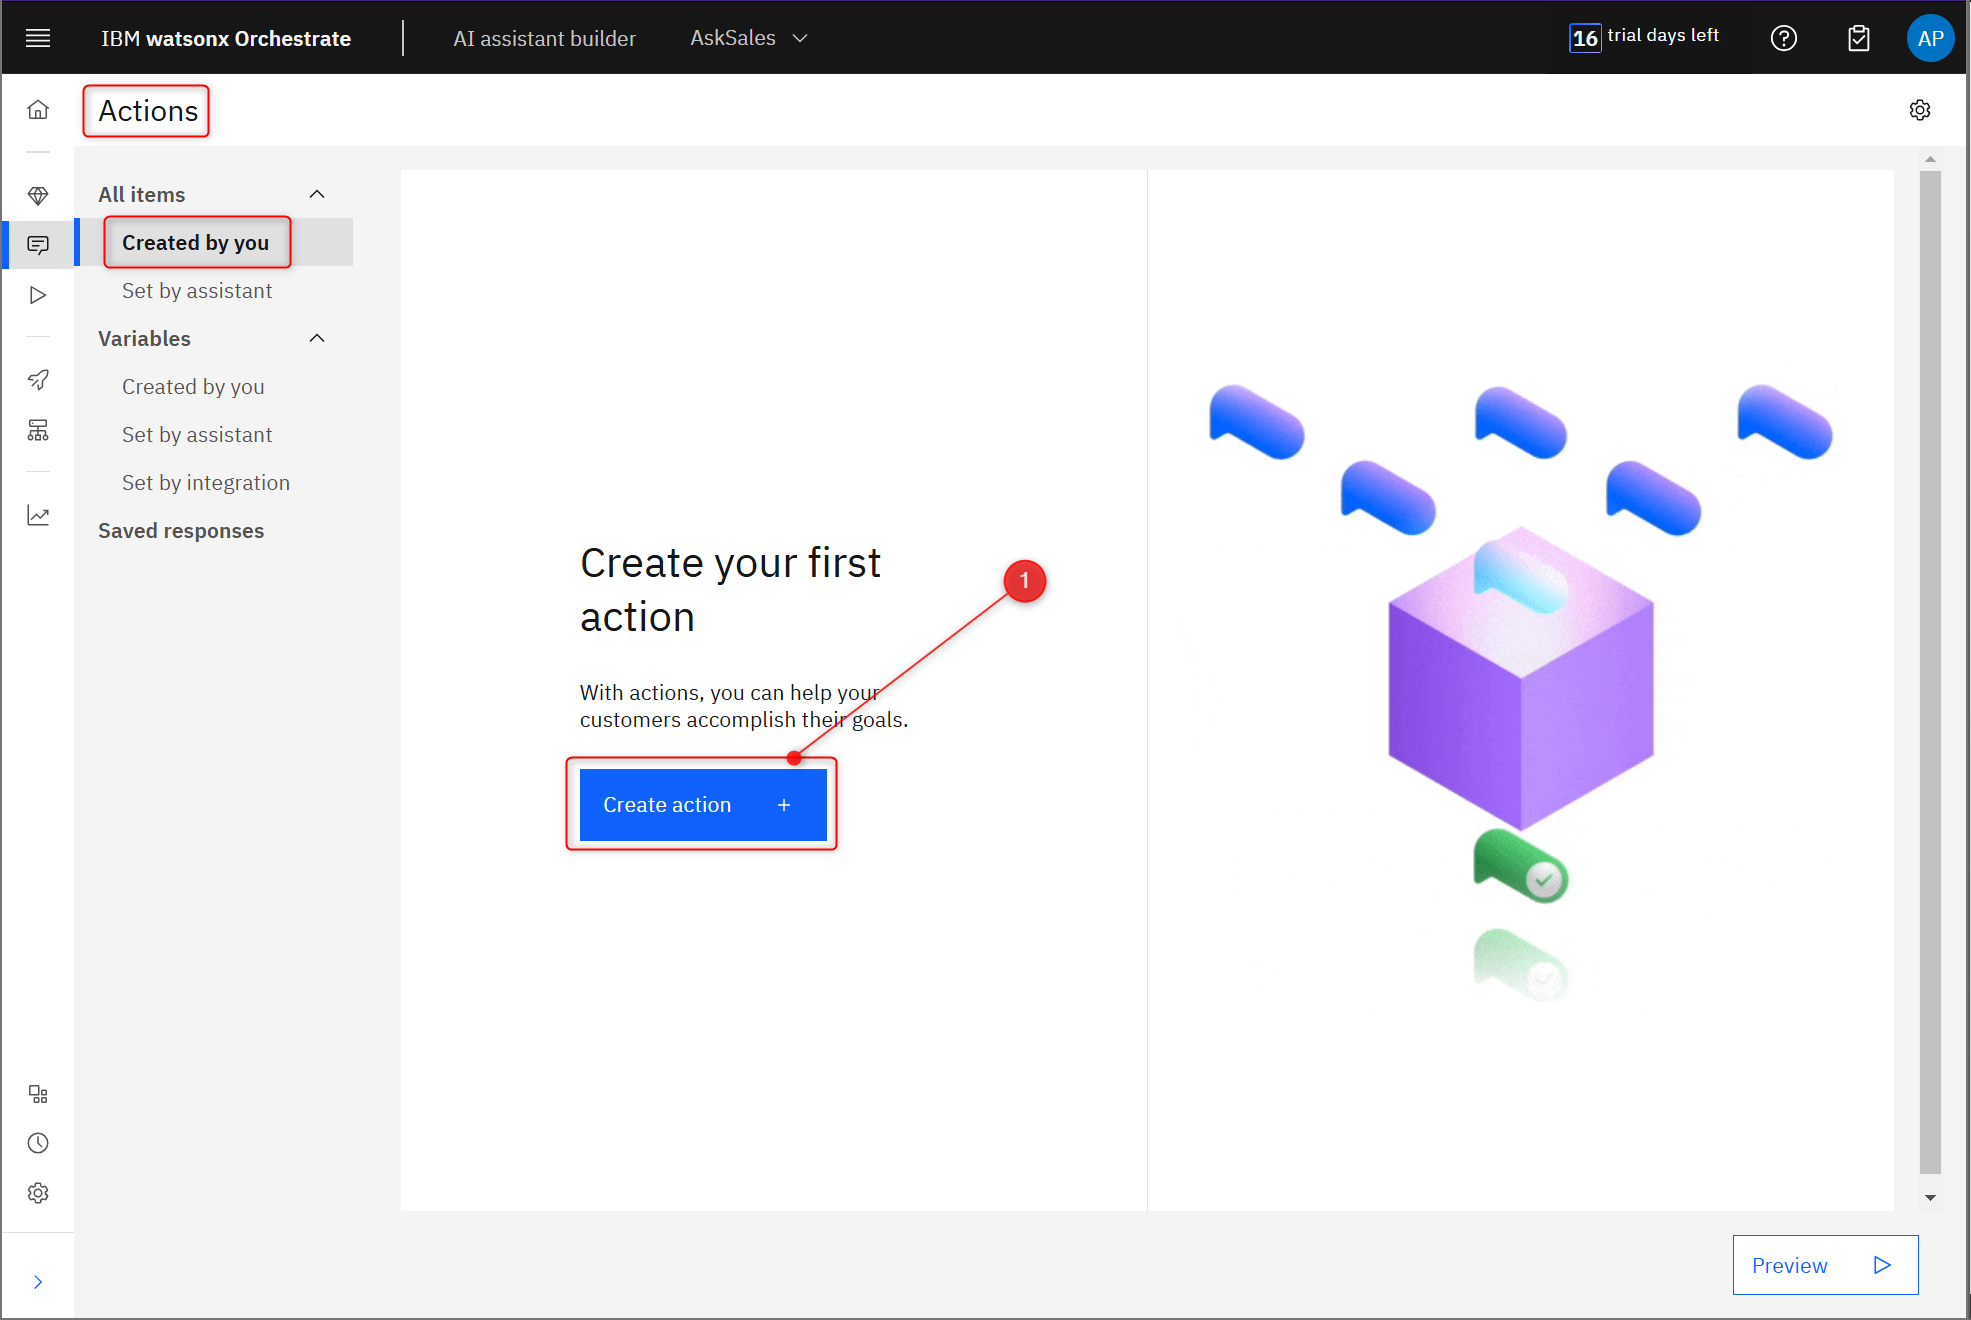 IBM watsonx Orchestrate
AI assistant builder
AskSales
16 trial days left
AP
Actions
All items
Created by you
Set by assistant
Variables
Created by you
Set by assistant
Set by integration
Saved responses
Create your first
action
1
With actions, you can help your
customers accomplish their goals.
Create action +
Preview